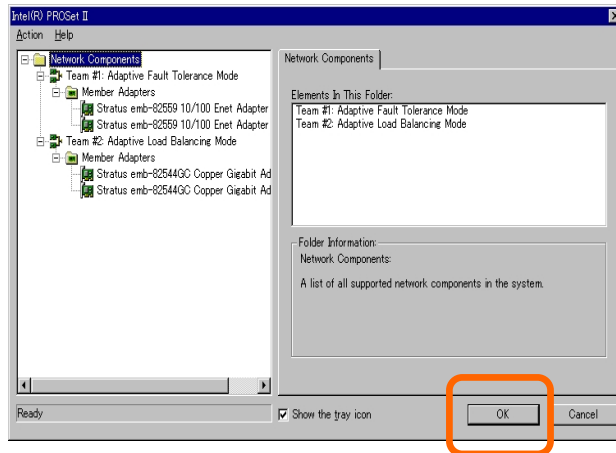 Intel(R) PROSet II
Action Help
Network Components
Team #1: Adaptive Fault Tolerance Mode
Member Adapters
Stratus emb-82559 10/100 Enet Adapter
Stratus emb-82559 10/100 Enet Adapter
Team #2: Adaptive Load Balancing Mode
Member Adapters
Stratus emb-82544GC Copper Gigabit Ad
Stratus emb-82544GC Copper Gigabit Ad
Network Components
Elements In This Folder:
Team #1: Adaptive Fault Tolerance Mode
Team #2: Adaptive Load Balancing Mode
Folder Information:
Network Components:
A list of all supported network components in the system.
Ready
Show the tray icon
OK
Cancel